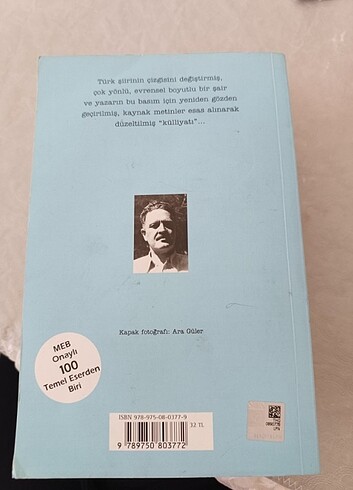 Türk şiirinin çizgisini değiştirmiş,
çok yönlü, evrensel boyutlu bir şair
ve yazarın bu basım için yeniden gözden
geçirilmiş, kaynak metinler esas alınarak
düzeltilmiş “külliyatı”...
Kapak fotoğrafı: Ara Güler
MEB
Onaylı
100
Temel Eserden
Biri
ISBN 978-975-08-0377-9
32 TL
9 789750 803772